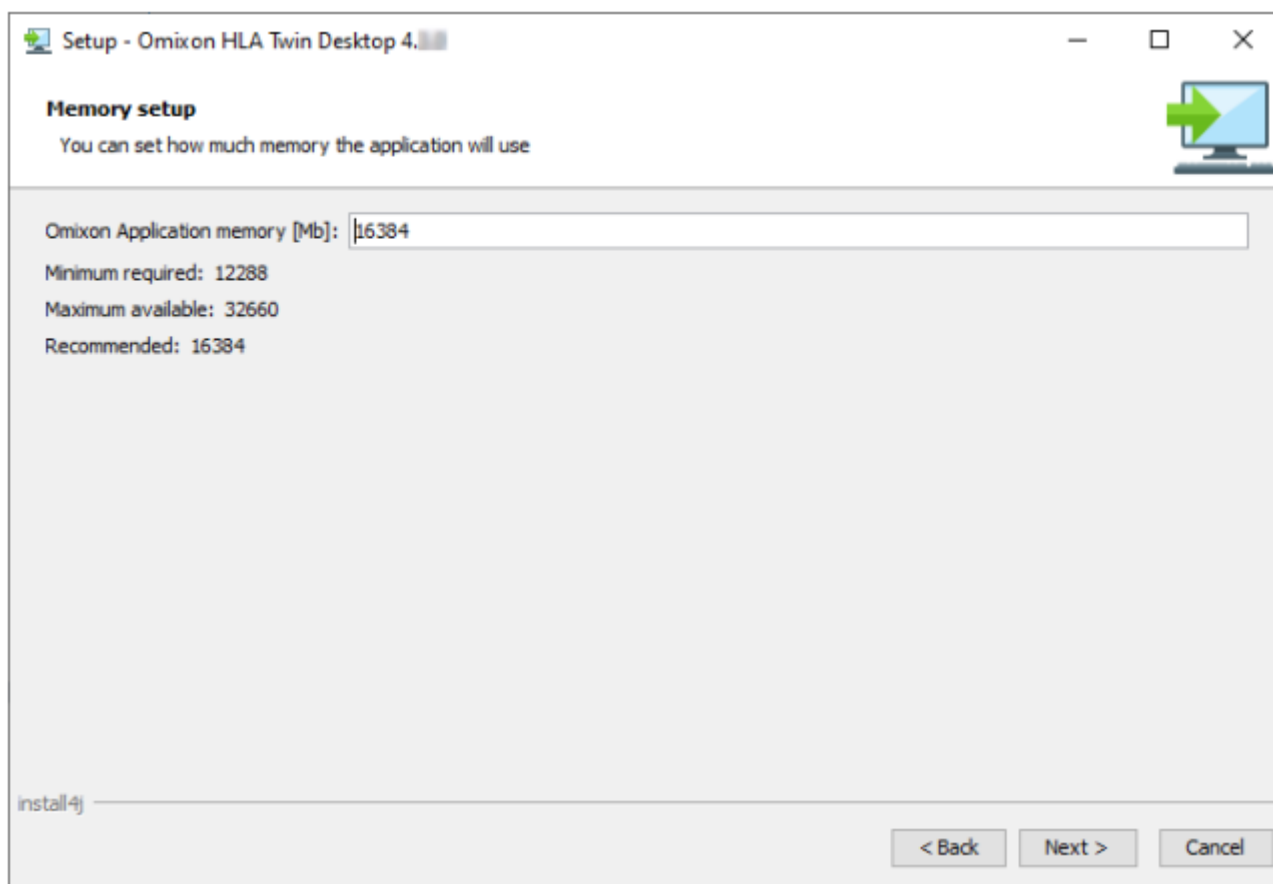 Setup - Omixon HLA Twin Desktop 4.
Memory setup
You can set how much memory the application will use
Omixon Application memory [Mb]: 16384
Minimum required: 12288
Maximum available: 32660
Recommended: 16384
install4j
< Back Next > Cancel